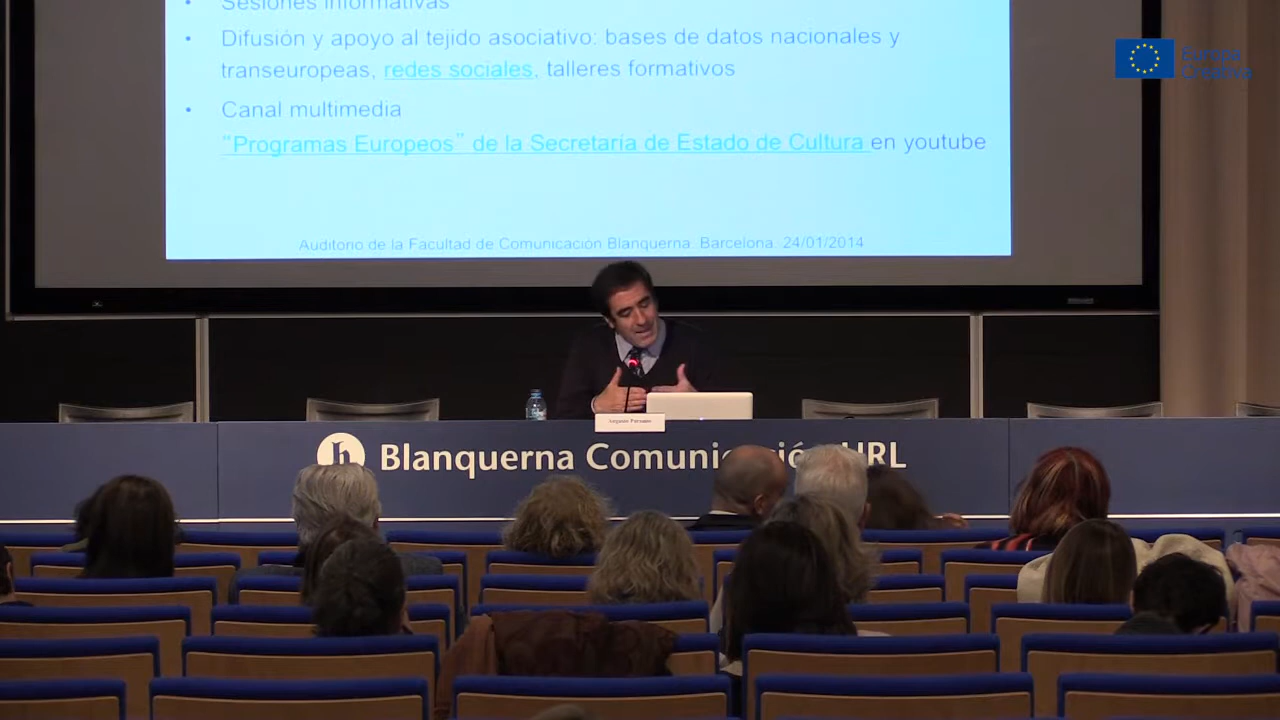 Sesiones informativas
• Difusión y apoyo al tejido asociativo: bases de datos nacionales y
transeuropeas, redes sociales, talleres formativos
• Canal multimedia
“Programas Europeos” de la Secretaría de Estado de Cultura en youtube
Auditorio de la Facultad de Comunicación Blanquerna. Barcelona. 24/01/2014
Europa
Creativa
Blanquerna URL